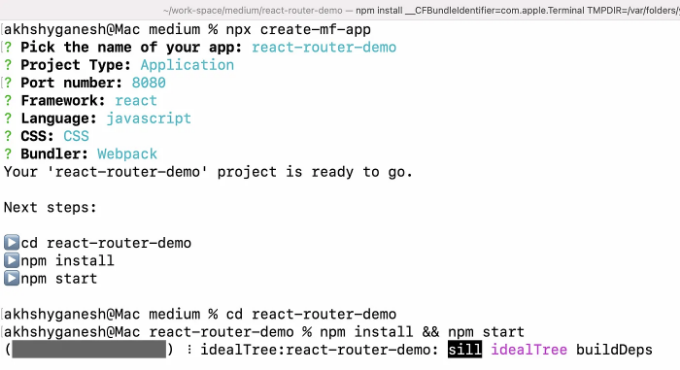 ~/work-space/medium/react-router-demo — npm install __CFBundleIdentifier=com.apple.Terminal TMPDIR=/var/folders/
akhshyganesh@Mac medium % npx create-mf-app
? Pick the name of your app: react-router-demo
? Project Type: Application
? Port number: 8080
? Framework: react
? Language: javascript
? CSS: CSS
? Bundler: Webpack
Your 'react-router-demo' project is ready to go.
Next steps:
▶️cd react-router-demo
▶️npm install
▶️npm start
akhshyganesh@Mac medium % cd react-router-demo
akhshyganesh@Mac react-router-demo % npm install && npm start
(                  ) ⠸ idealTree:react-router-demo: sill idealTree buildDeps